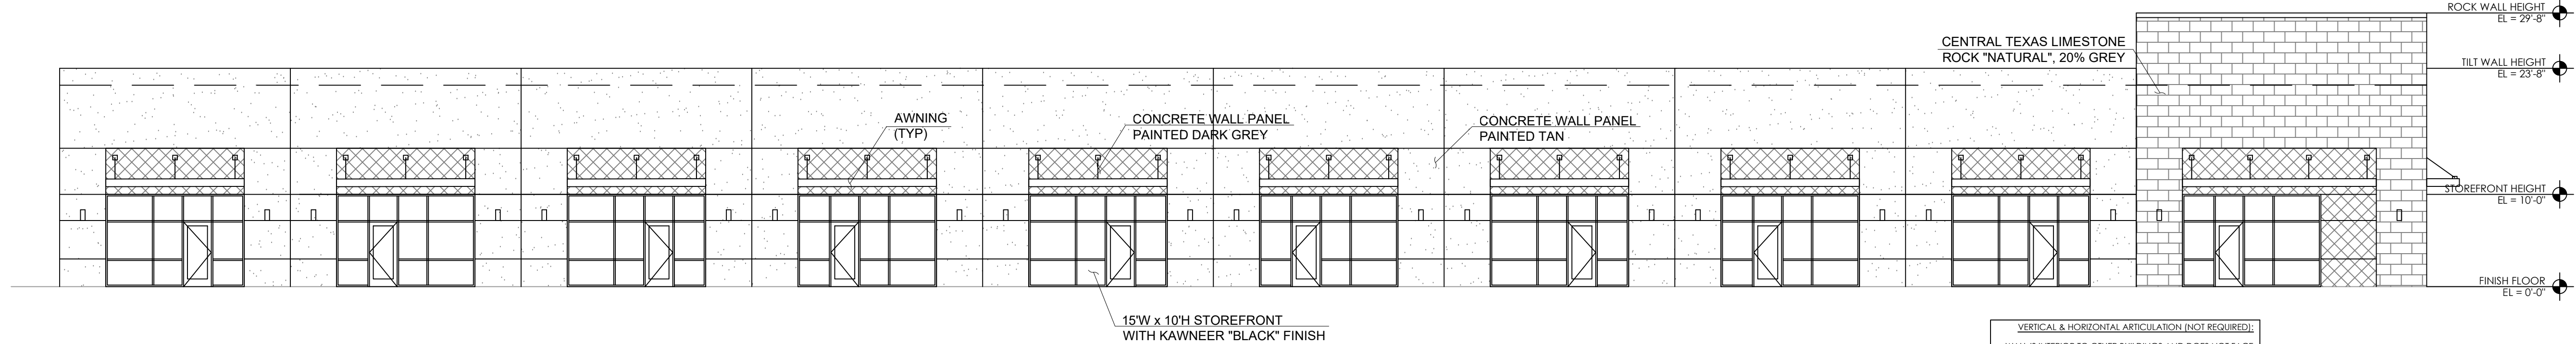 ROCK WALL HEIGHT
EL = 29'-8"
CENTRAL TEXAS LIMESTONE
ROCK "NATURAL", 20% GREY
TILT WALL HEIGHT
EL = 23'-8"
AWNING
(TYP)
CONCRETE WALL PANEL
PAINTED DARK GREY
CONCRETE WALL PANEL
PAINTED TAN
STOREFRONT HEIGHT
EL = 10'-0"
FINISH FLOOR
EL = 0'-0"
15'W x 10'H STOREFRONT
WITH KAWNEER "BLACK" FINISH
VERTICAL & HORIZONTAL ARTICULATION (NOT REQUIRED):